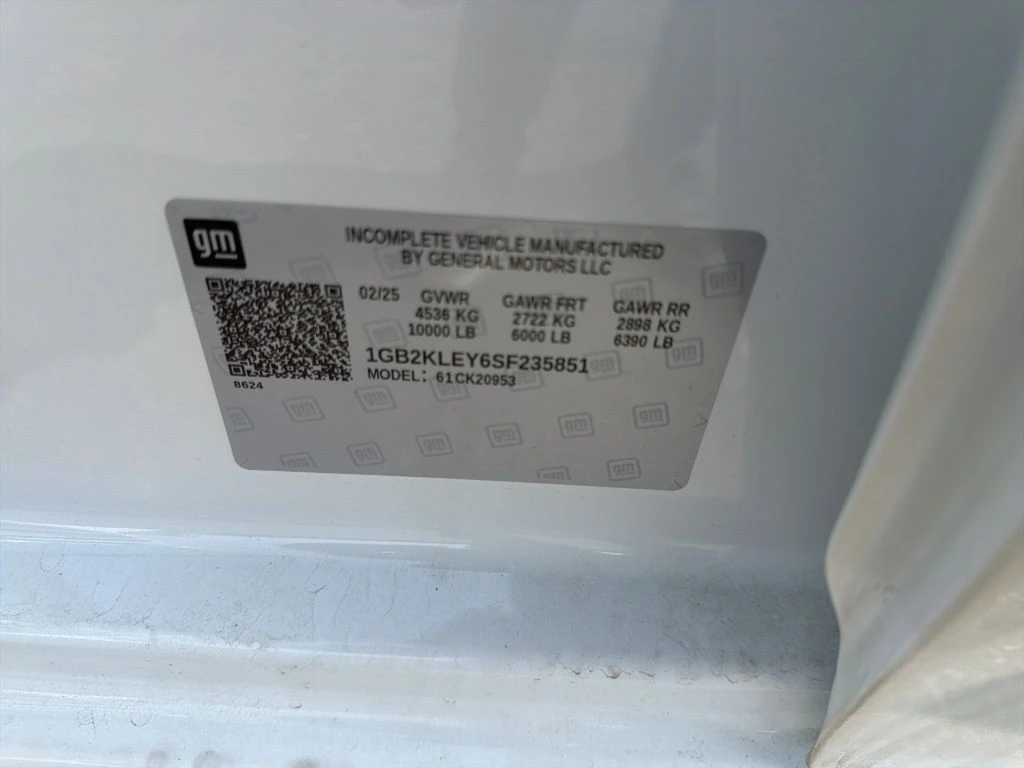 gm
INCOMPLETE VEHICLE MANUFACTURED
BY GENERAL MOTORS LLC
02/25 GVWR GAWR FRT GAWR RR
4536 KG 2722 KG 2898 KG
10000 LB 6000 LB 6390 LB
1GB2KLEY6SF235851
MODEL: 61CK20953
8624